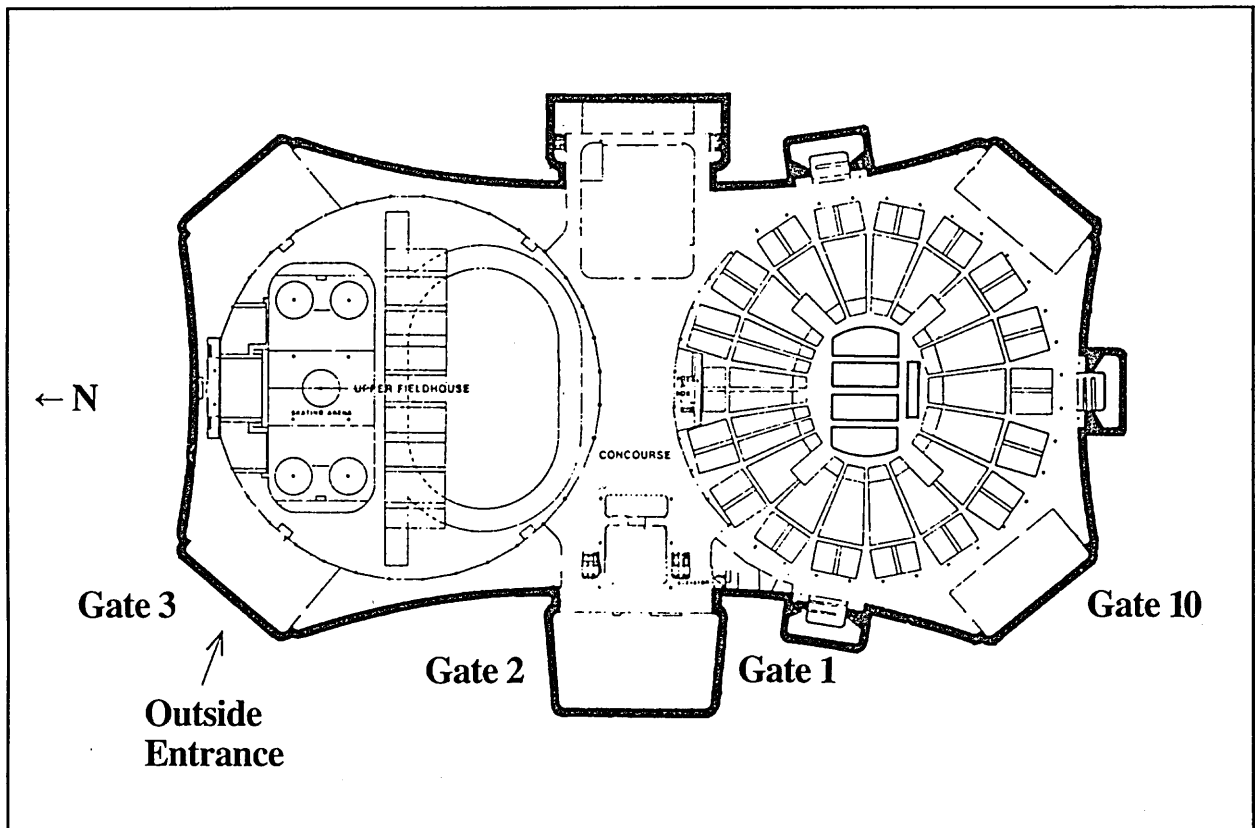 ← N
UPPER FIELDHOUSE
SKATING ARENA
CONCOURSE
Gate 3
Gate 10
Gate 2
Gate 1
Outside
Entrance